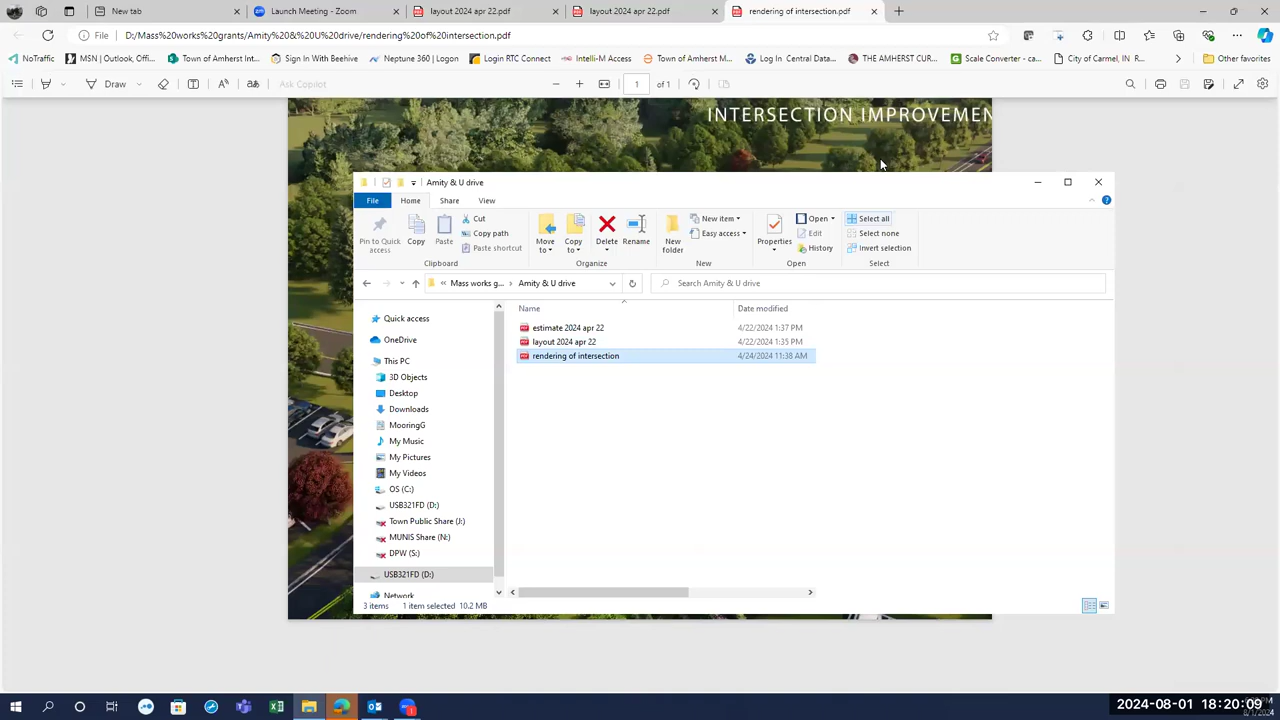 New tab
Launch Meeting - Zoom
layout 2024 apr 22.pdf
layout 2024 apr 22.pdf
rendering of intersection.pdf
File
D:/Mass%20works%20grants/Amity%20&%20U%20drive/rendering%20of%20intersection.pdf
NoTraffic
MSN | Outlook, Offi...
Town of Amherst Int...
Sign In With Beehive
Neptune 360 | Logon
Login RTC Connect
Intelli-M Access
Town of Amherst M...
Log In Central Data...
THE AMHERST CUR...
Scale Converter - ca...
City of Carmel, IN R...
Other favorites
Draw
Ask Copilot
1
of 1
INTERSECTION IMPROVEMEN
Amity & U drive
File
Home
Share
View
Pin to Quick access
Copy
Paste
Cut
Copy path
Paste shortcut
Clipboard
Move to
Copy to
Delete
Rename
Organize
New folder
New item
Easy access
New
Properties
Open
Edit
History
Open
Select all
Select none
Invert selection
Select
Mass works g...
Amity & U drive
Search Amity & U drive
Name
Date modified
estimate 2024 apr 22
4/22/2024 1:37 PM
layout 2024 apr 22
4/22/2024 1:35 PM
rendering of intersection
4/24/2024 11:38 AM
Quick access
OneDrive
This PC
3D Objects
Desktop
Downloads
MooringG
My Music
My Pictures
My Videos
OS (C:)
USB321FD (D:)
Town Public Share (J:)
MUNIS Share (N:)
DPW (S:)
USB321FD (D:)
Network
3 items
1 item selected 10.2 MB
2024-08-01 18:20:09